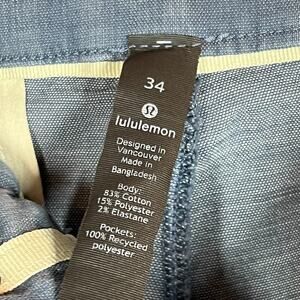 34
lululemon
Designed in
Vancouver
Made in
Bangladesh
Body:
83% Cotton
15% Polyester
2% Elastane
Pockets:
100% Recycled
polyester